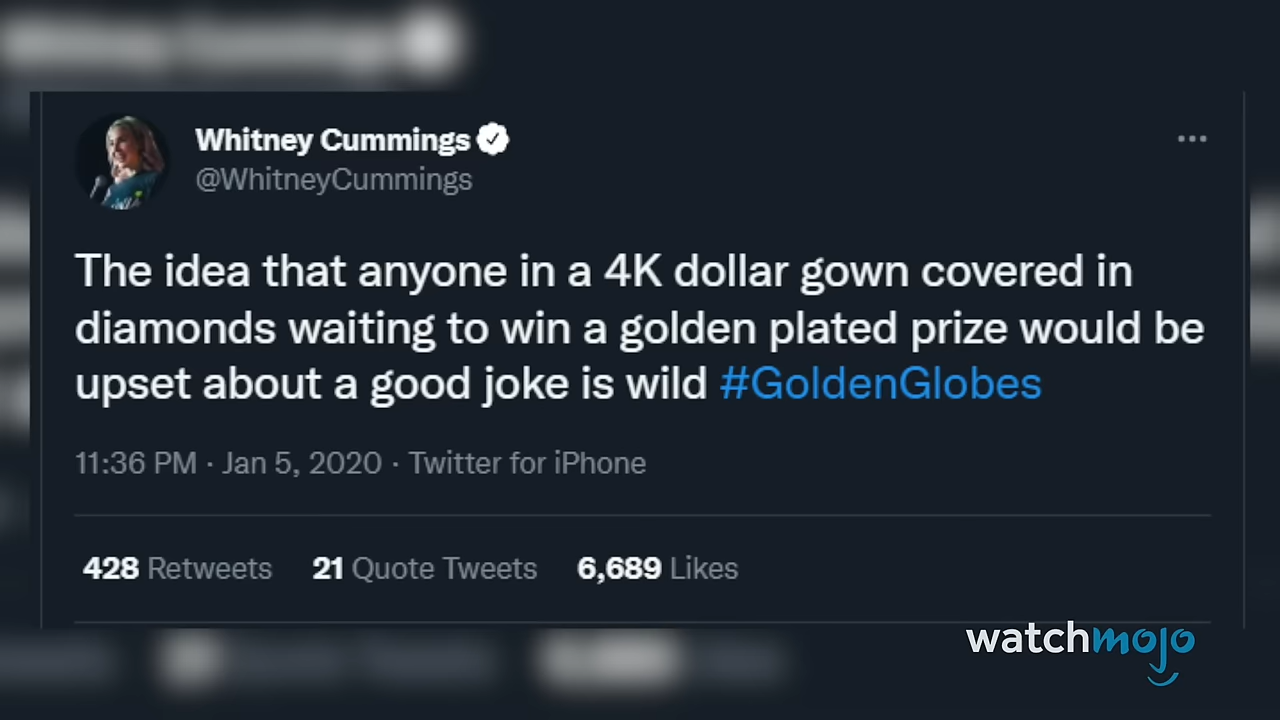 Whitney Cummings
@WhitneyCummings
The idea that anyone in a 4K dollar gown covered in
diamonds waiting to win a golden plated prize would be
upset about a good joke is wild #GoldenGlobes
11:36 PM · Jan 5, 2020 · Twitter for iPhone
428 Retweets 21 Quote Tweets 6,689 Likes
watchmojo